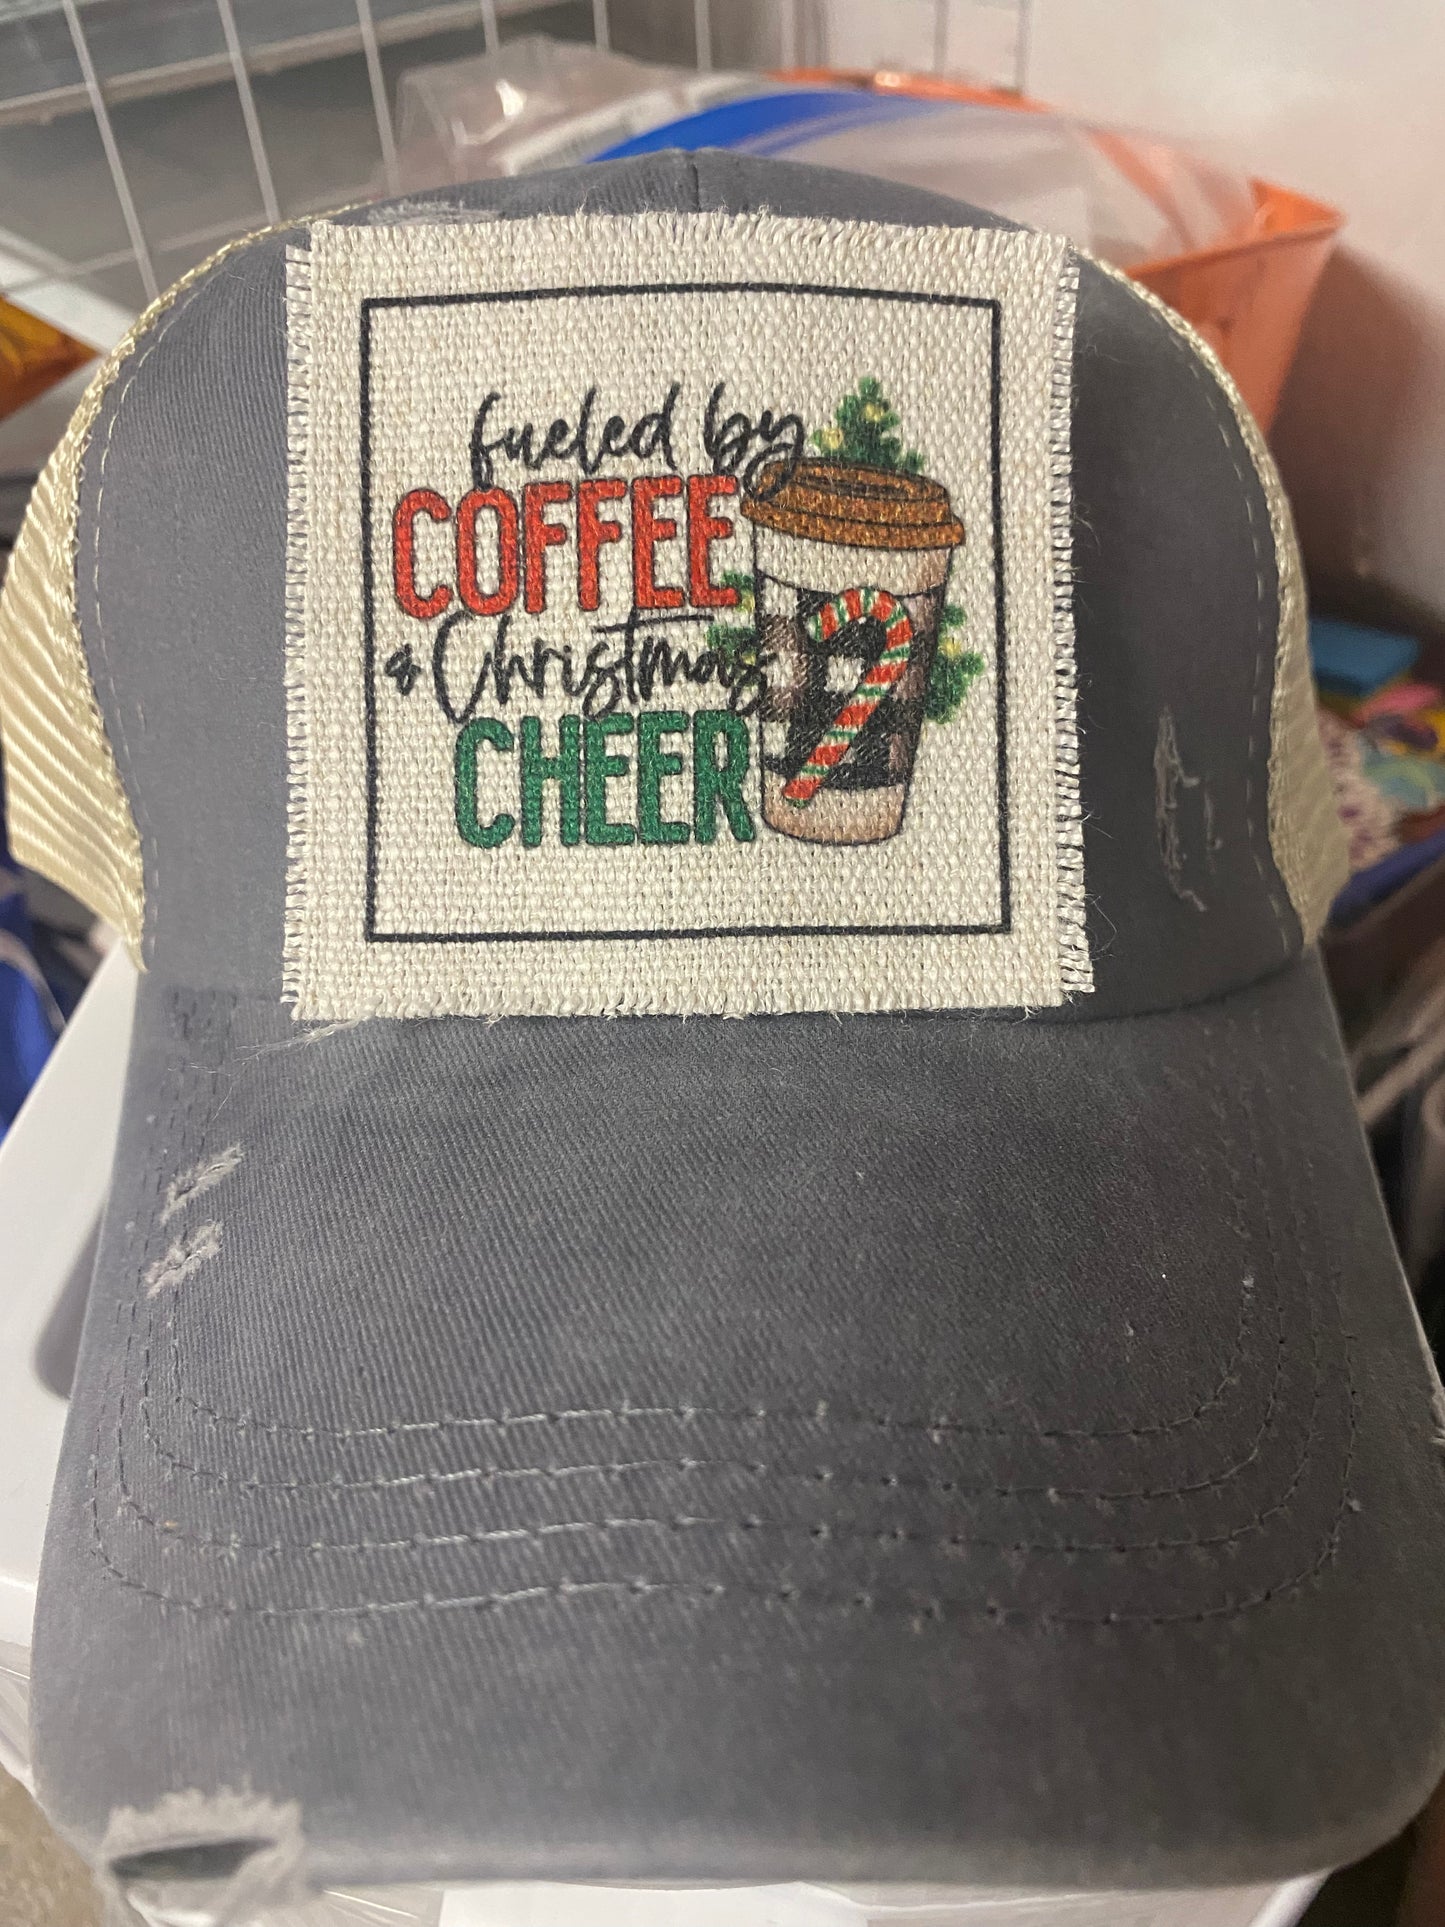 fueled by
COFFEE
& Christmas
CHEER